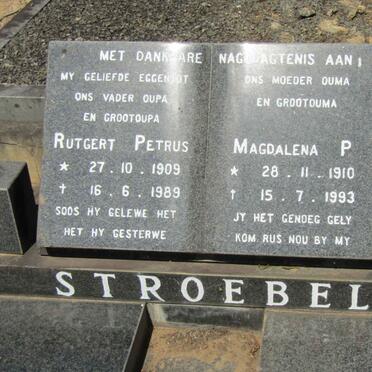 MET DANKBARE NAGEDAGTENIS AAN
MY GELIEFDE EGGENOOT
ONS VADER OUPA
EN GROOTOUPA
RUTGERT PETRUS
* 27 . 10 . 1909
† 16 . 6 . 1989
SOOS HY GELEWE HET
HET HY GESTERWE
ONS MOEDER OUMA
EN GROOTOUMA
MAGDALENA P
* 28 . 11 . 1910
† 15 . 7 . 1993
JY HET GENOEG GELY
KOM RUS NOU BY MY
STROEBEL